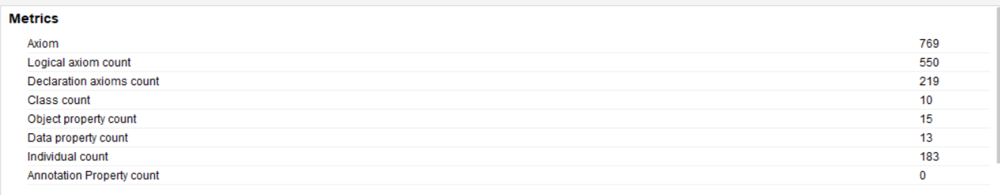 Metrics
Axiom 769
Logical axiom count 550
Declaration axioms count 219
Class count 10
Object property count 15
Data property count 13
Individual count 183
Annotation Property count 0